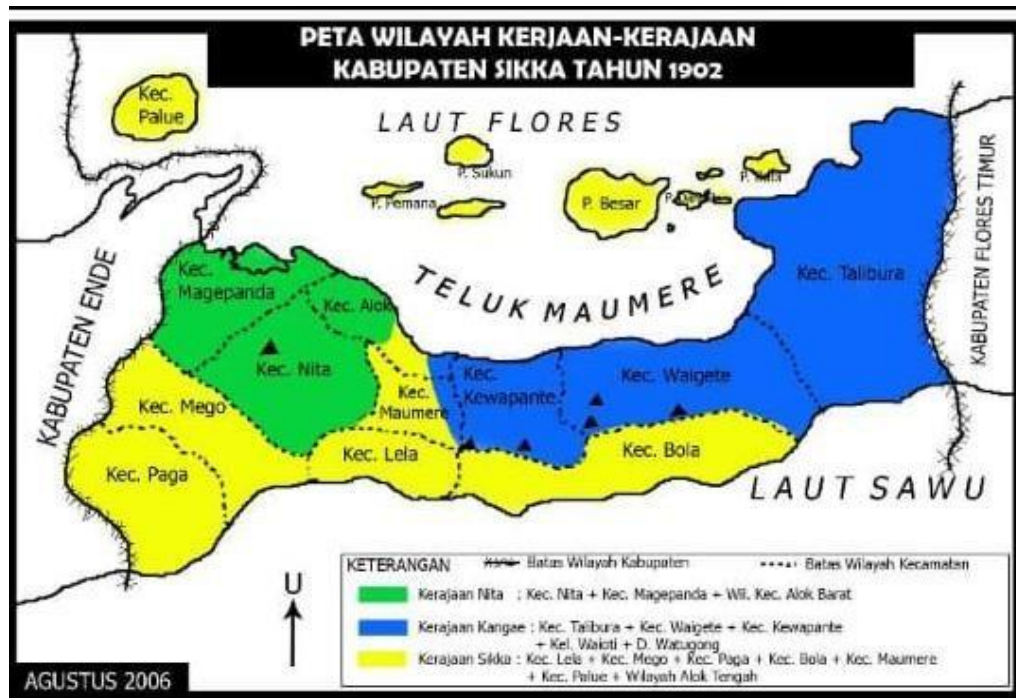 PETA WILAYAH KERJAAN-KERAJAAN
KABUPATEN SIKKA TAHUN 1902
Kec.
Palue
LAUT FLORES
P. Sukun
P. Pemana
P. Besar
KABUPATEN FLORES TIMUR
KABUPATEN ENDE
Kec.
Magepanda
Kec. Alok
TELUK MAUMERE
Kec. Talibura
Kec. Nita
Kec. Mego
Kec.
Maumere
Kec.
Kewapante
Kec. Waigete
Kec. Paga
Kec. Lela
Kec. Bola
LAUT SAWU
U
KETERANGAN
Batas Wilayah Kabupaten
Batas Wilayah Kecamatan
Kerajaan Nita : Kec. Nita + Kec. Magepanda + Wil. Kec. Alok Barat
Kerajaan Kangae : Kec. Talibura + Kec. Waigete + Kec. Kewapante
+ Kel. Waioti + D. Watugong
Kerajaan Sikka : Kec. Lela + Kec. Mego + Kec. Paga + Kec. Bola + Kec. Maumere
+ Kec. Palue + Wilayah Alok Tengah
AGUSTUS 2006